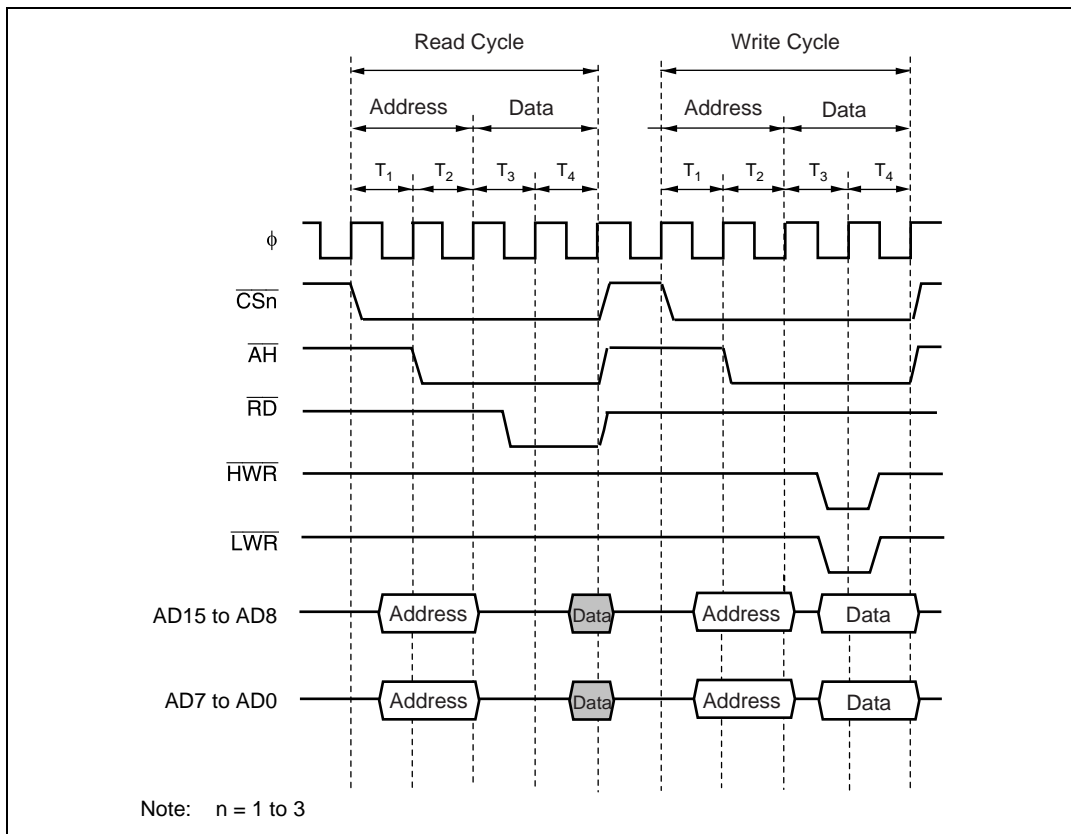 Read Cycle Write Cycle
Address Data Address Data
T1 T2 T3 T4 T1 T2 T3 T4
ϕ
CSn
AH
RD
HWR
LWR
AD15 to AD8 Address Data Address Data
AD7 to AD0 Address Data Address Data
Note: n = 1 to 3